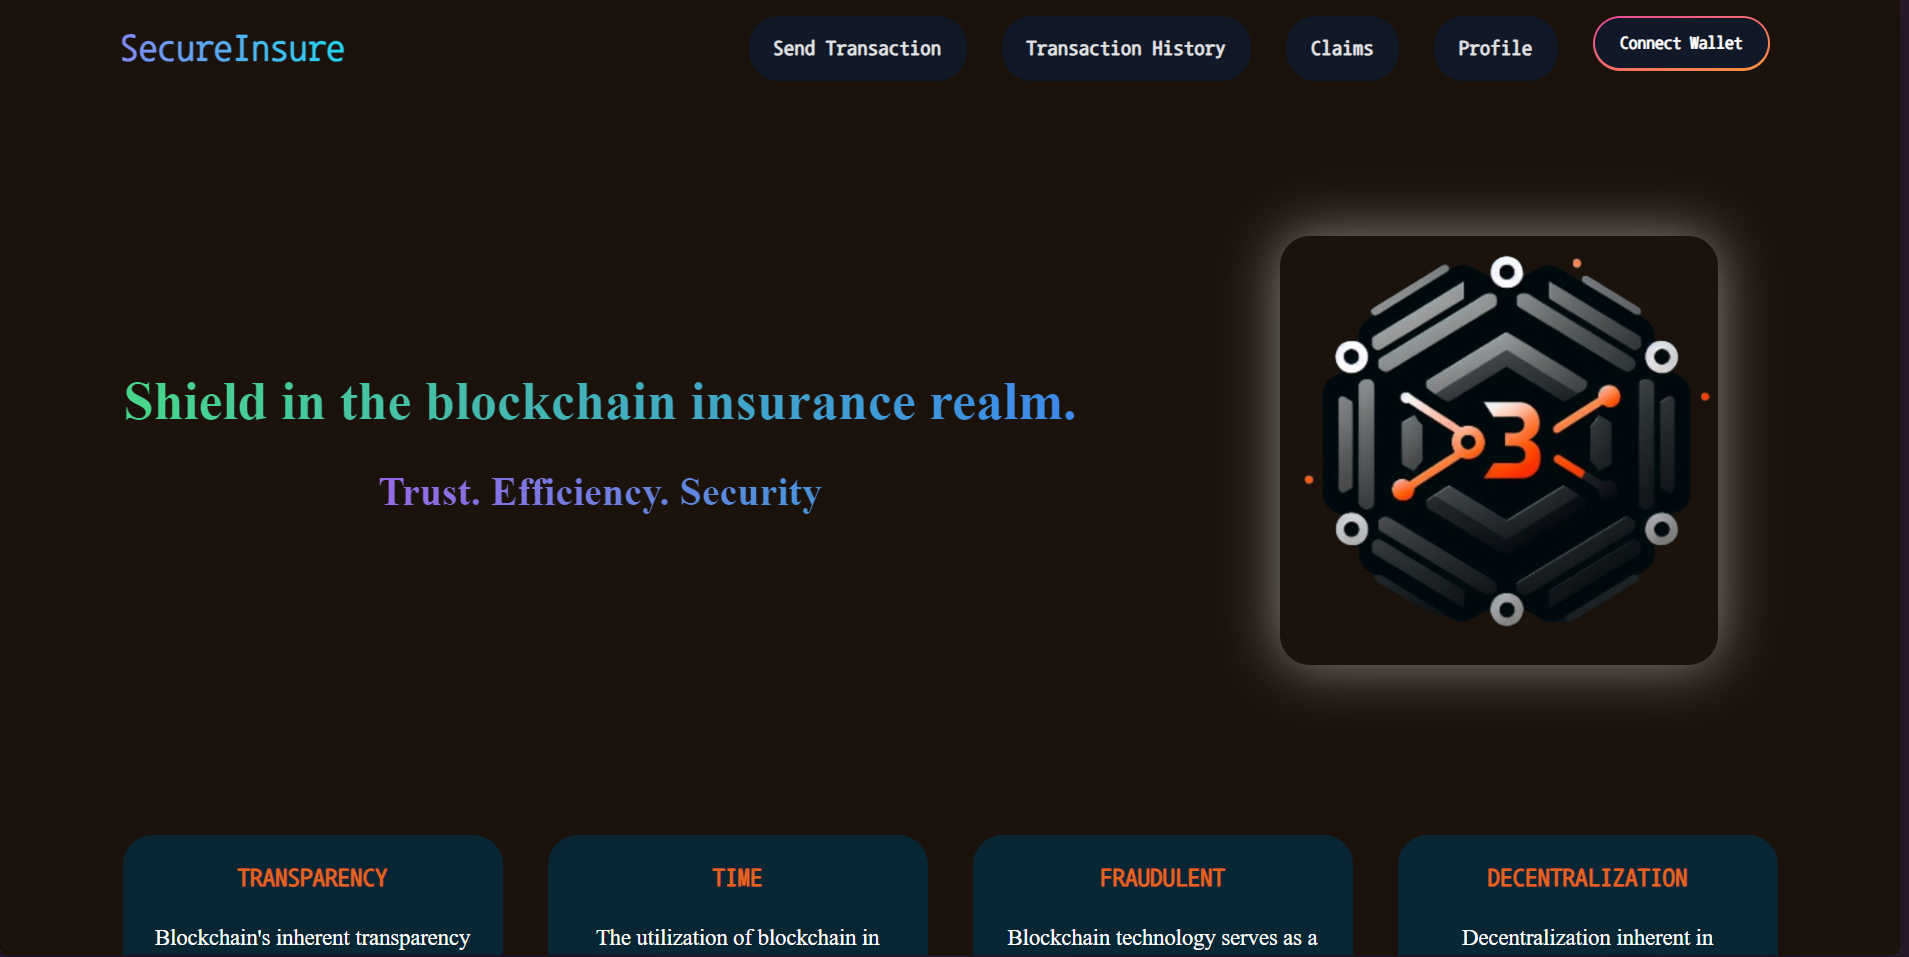 SecureInsure
Send Transaction
Transaction History
Claims
Profile
Connect Wallet
Shield in the blockchain insurance realm.
Trust. Efficiency. Security
3
TRANSPARENCY
Blockchain's inherent transparency
TIME
The utilization of blockchain in
FRAUDULENT
Blockchain technology serves as a
DECENTRALIZATION
Decentralization inherent in